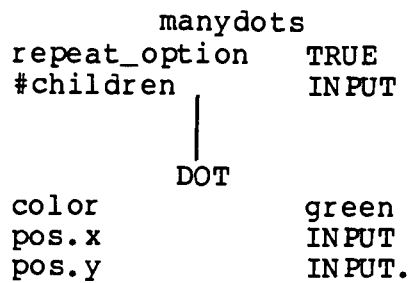 manydots
repeat_option TRUE
#children INPUT
DOT
color green
pos.x INPUT
pos.y INPUT.